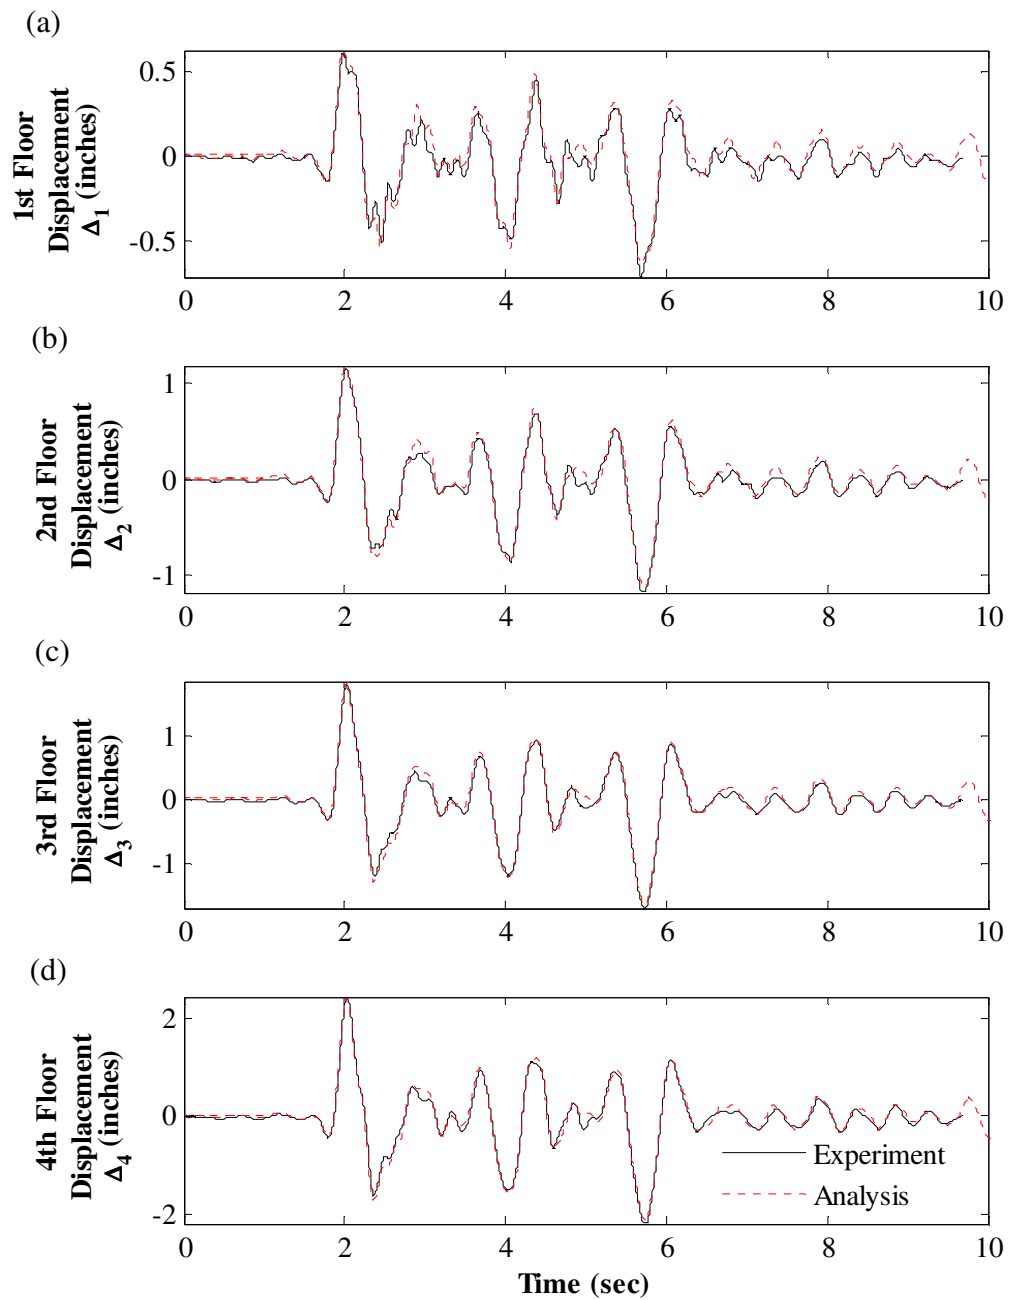 (a)
1st Floor
Displacement
Δ1 (inches)
0.5
0
-0.5
0 2 4 6 8 10
(b)
2nd Floor
Displacement
Δ2 (inches)
1
0
-1
0 2 4 6 8 10
(c)
3rd Floor
Displacement
Δ3 (inches)
1
0
-1
0 2 4 6 8 10
(d)
4th Floor
Displacement
Δ4 (inches)
2
0
-2
Experiment
Analysis
0 2 4 6 8 10
Time (sec)